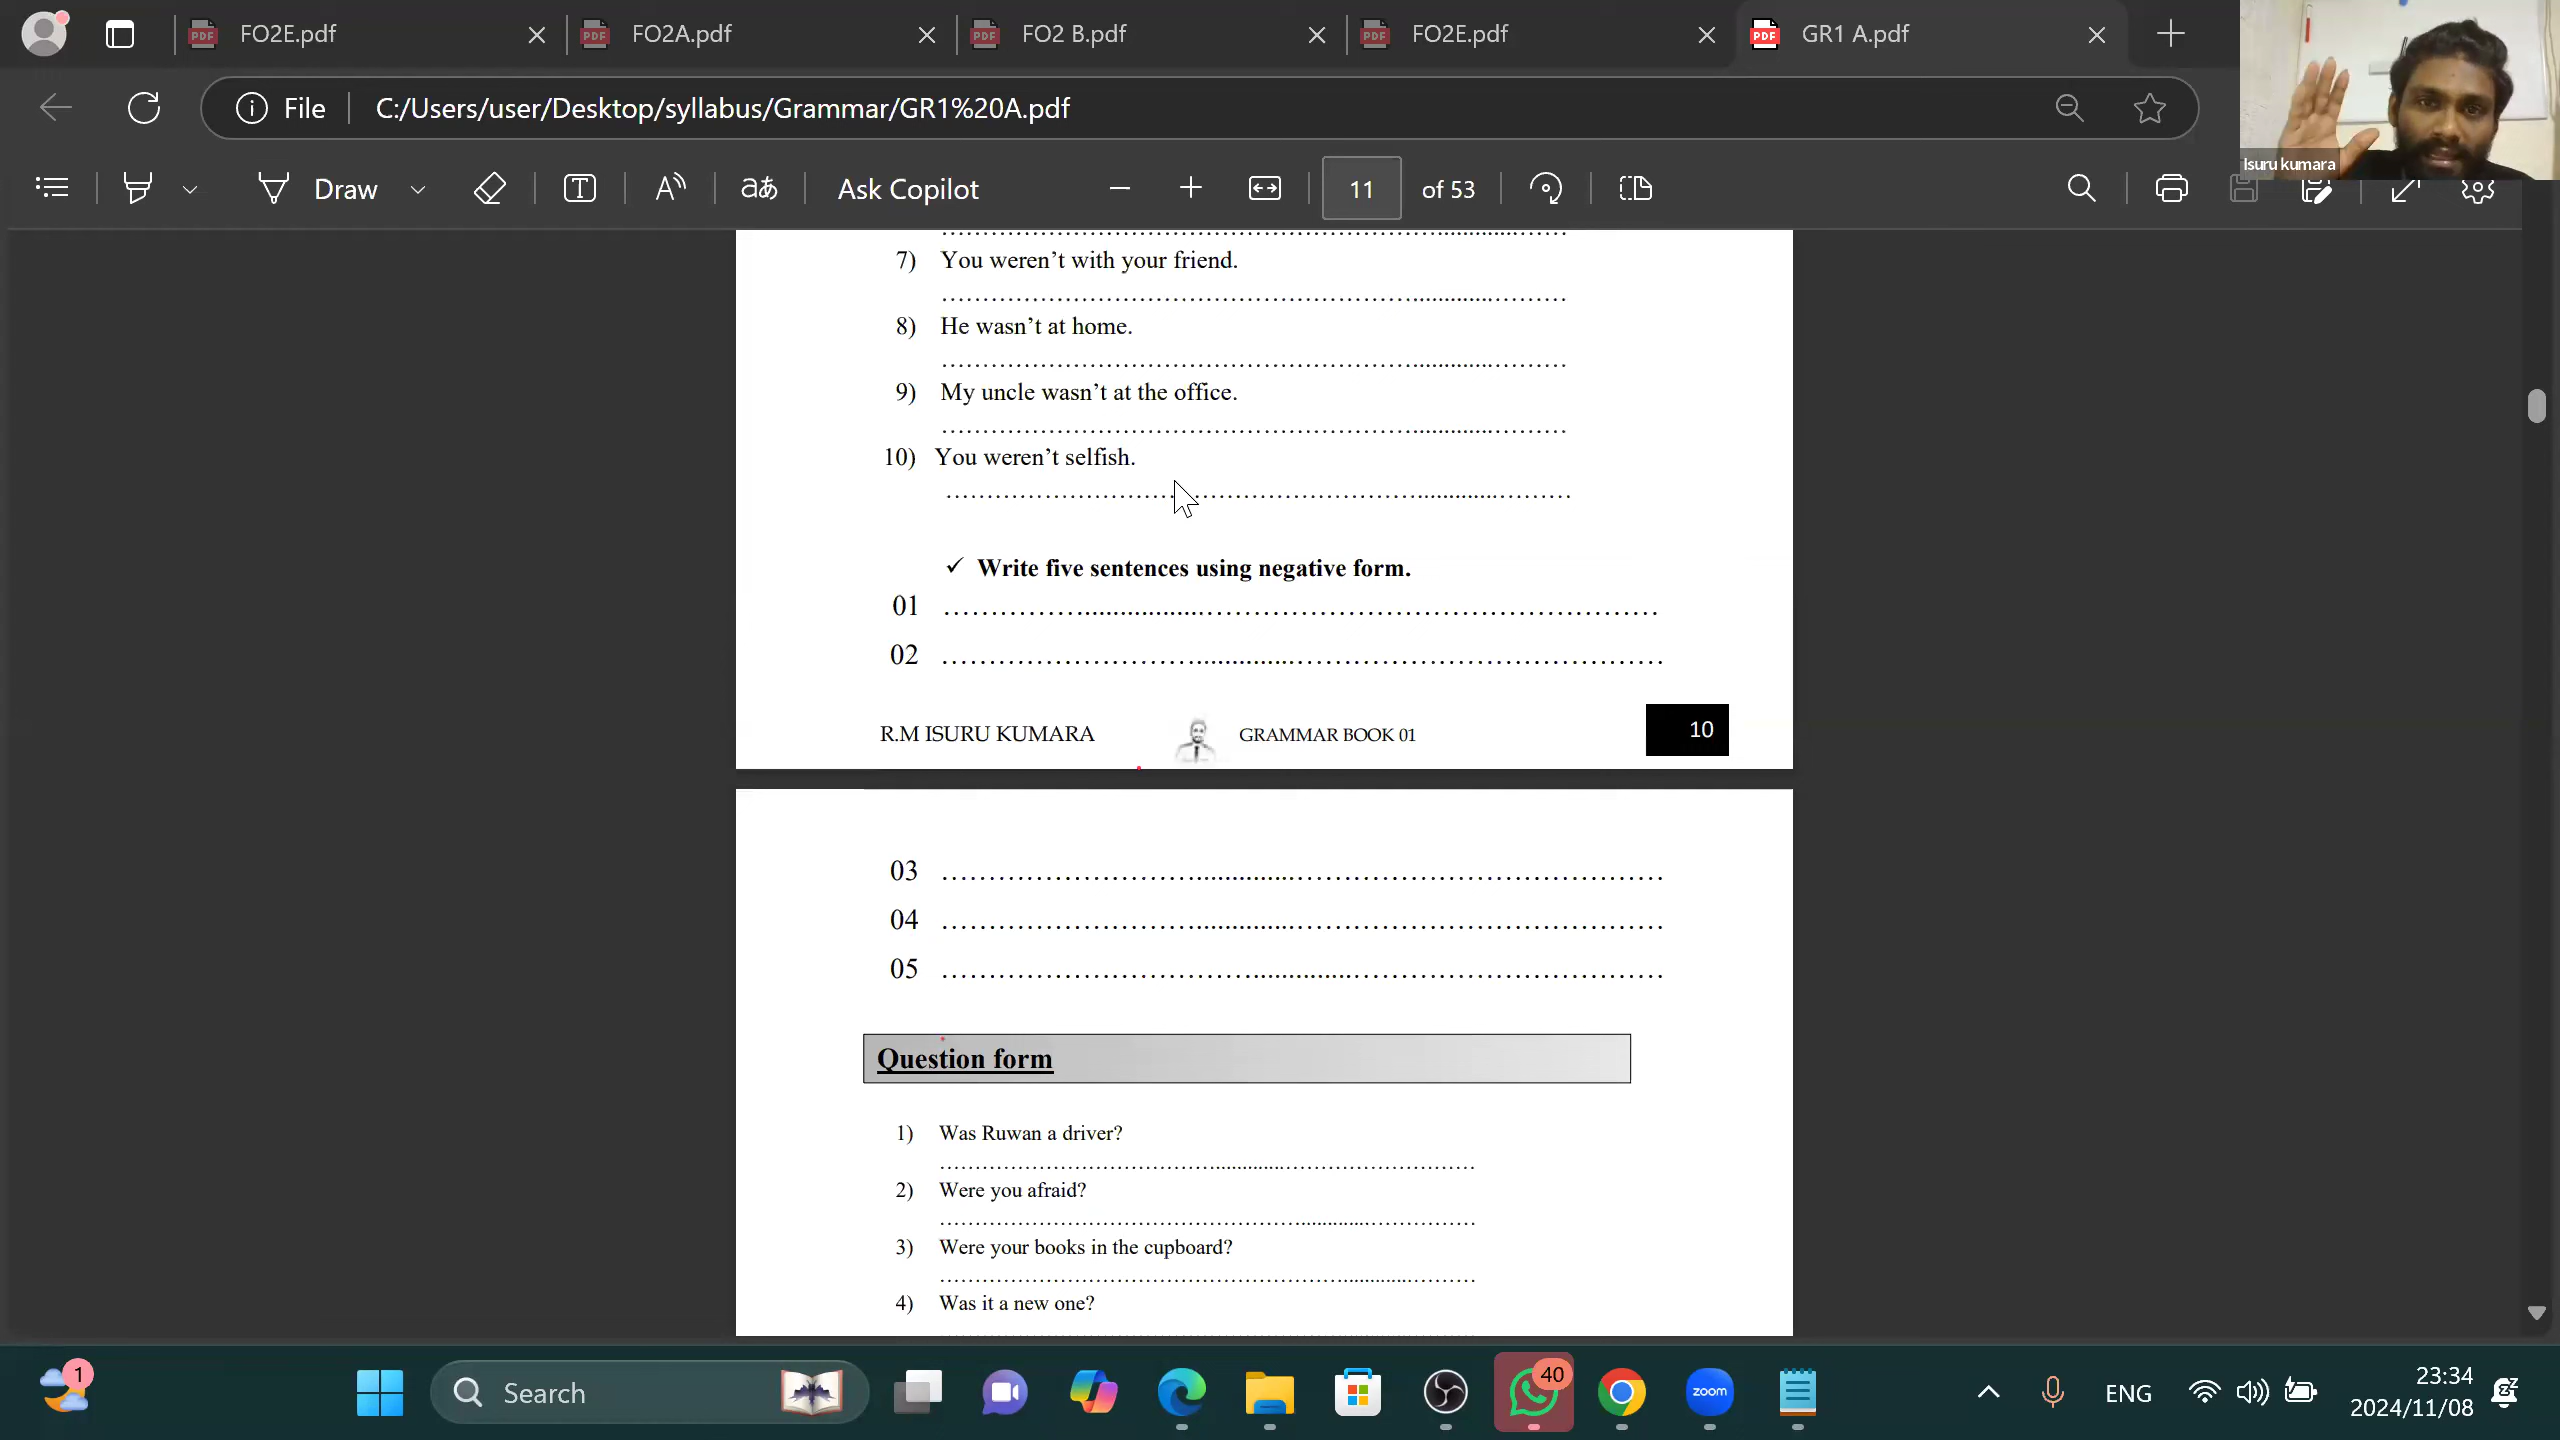 FO2E.pdf
FO2A.pdf
FO2 B.pdf
FO2E.pdf
GR1 A.pdf
File
C:/Users/user/Desktop/syllabus/Grammar/GR1%20A.pdf
Isuru kumara
Draw
Ask Copilot
11 of 53
.............................................................................
7) You weren't with your friend.
.............................................................................
8) He wasn't at home.
.............................................................................
9) My uncle wasn't at the office.
.............................................................................
10) You weren't selfish.
.............................................................................
✓ Write five sentences using negative form.
01 .............................................................................
02 .............................................................................
R.M ISURU KUMARA GRAMMAR BOOK 01 10
03 .............................................................................
04 .............................................................................
05 .............................................................................
Question form
1) Was Ruwan a driver?
.............................................................................
2) Were you afraid?
.............................................................................
3) Were your books in the cupboard?
.............................................................................
4) Was it a new one?
1
Search
40
zoom
ENG
23:34
2024/11/08